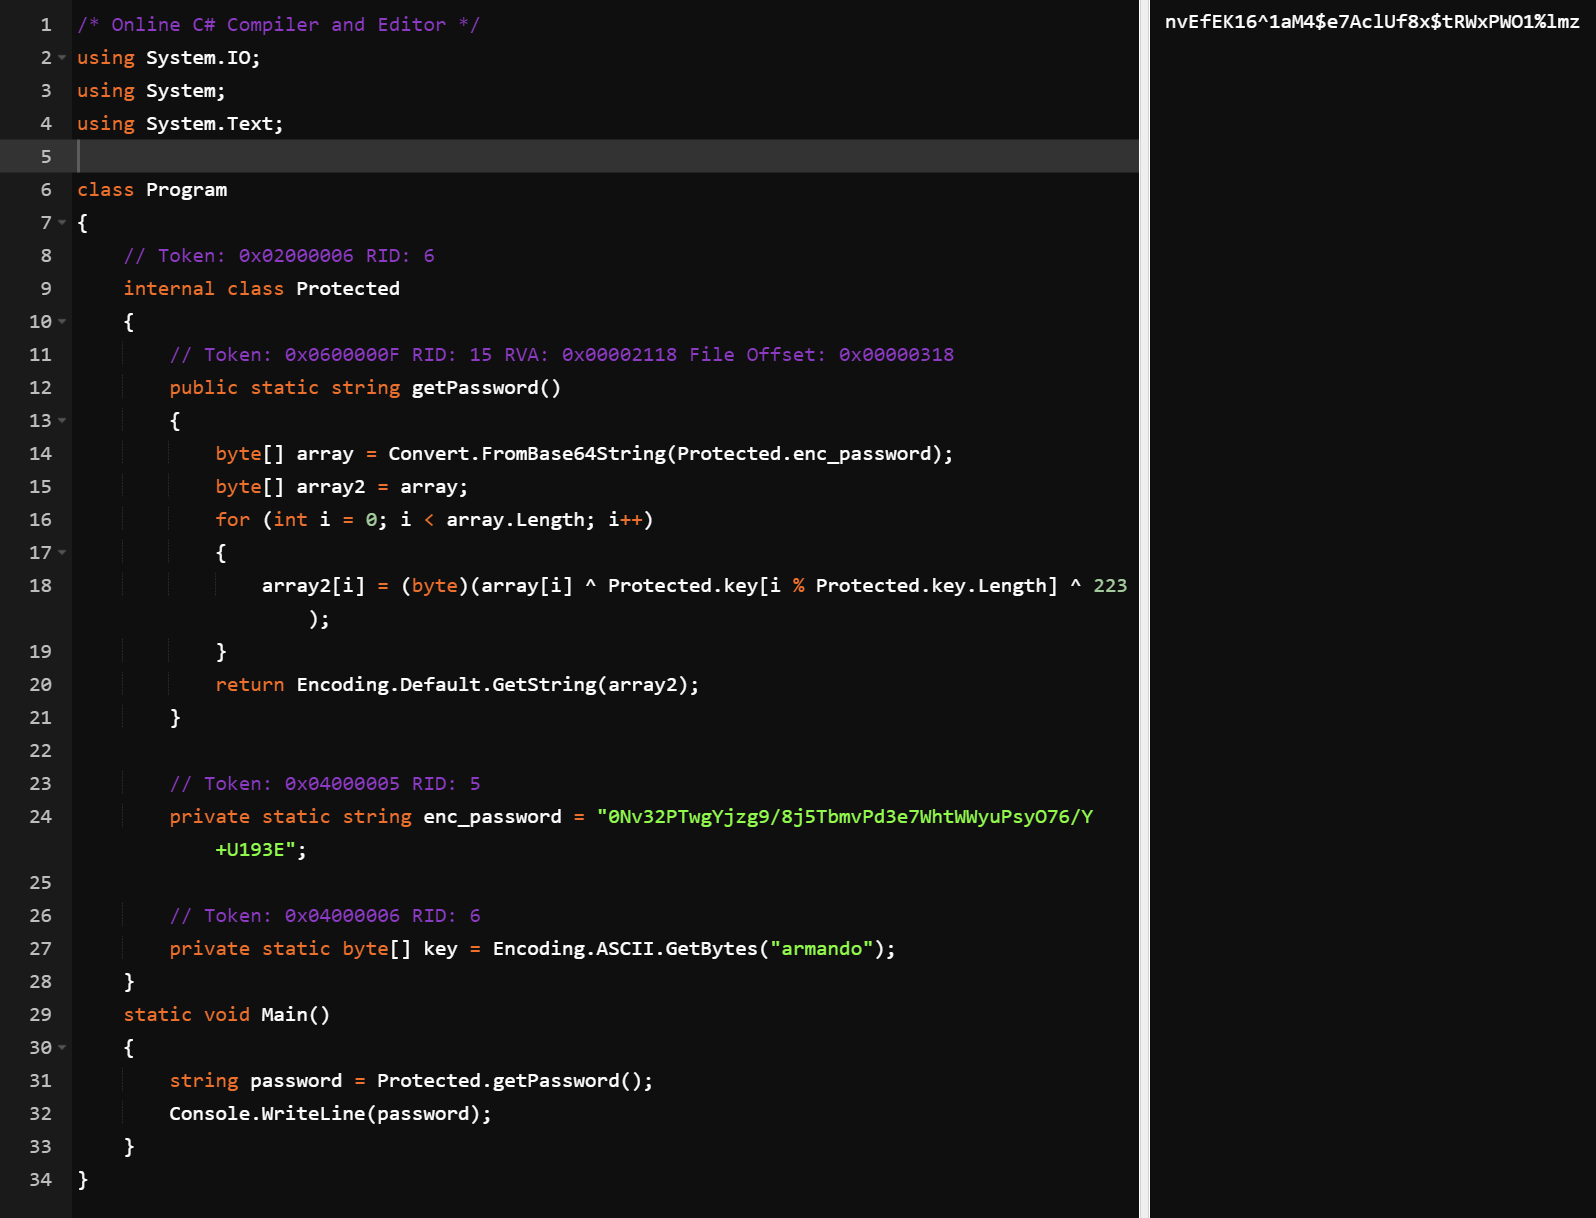 1 /* Online C# Compiler and Editor */
2 using System.IO;
3 using System;
4 using System.Text;
5
6 class Program
7 {
8 // Token: 0x02000006 RID: 6
9 internal class Protected
10 {
11 // Token: 0x0600000F RID: 15 RVA: 0x00002118 File Offset: 0x00000318
12 public static string getPassword()
13 {
14 byte[] array = Convert.FromBase64String(Protected.enc_password);
15 byte[] array2 = array;
16 for (int i = 0; i < array.Length; i++)
17 {
18 array2[i] = (byte)(array[i] ^ Protected.key[i % Protected.key.Length] ^ 223
);
19 }
20 return Encoding.Default.GetString(array2);
21 }
22
23 // Token: 0x04000005 RID: 5
24 private static string enc_password = "0Nv32PTwgYjzg9/8j5TbmvPd3e7WhtWWyuPsyO76/Y
+U193E";
25
26 // Token: 0x04000006 RID: 6
27 private static byte[] key = Encoding.ASCII.GetBytes("armando");
28 }
29 static void Main()
30 {
31 string password = Protected.getPassword();
32 Console.WriteLine(password);
33 }
34 }
nvEfEK16^1aM4$e7AclUf8x$tRWxPWO1%lmz